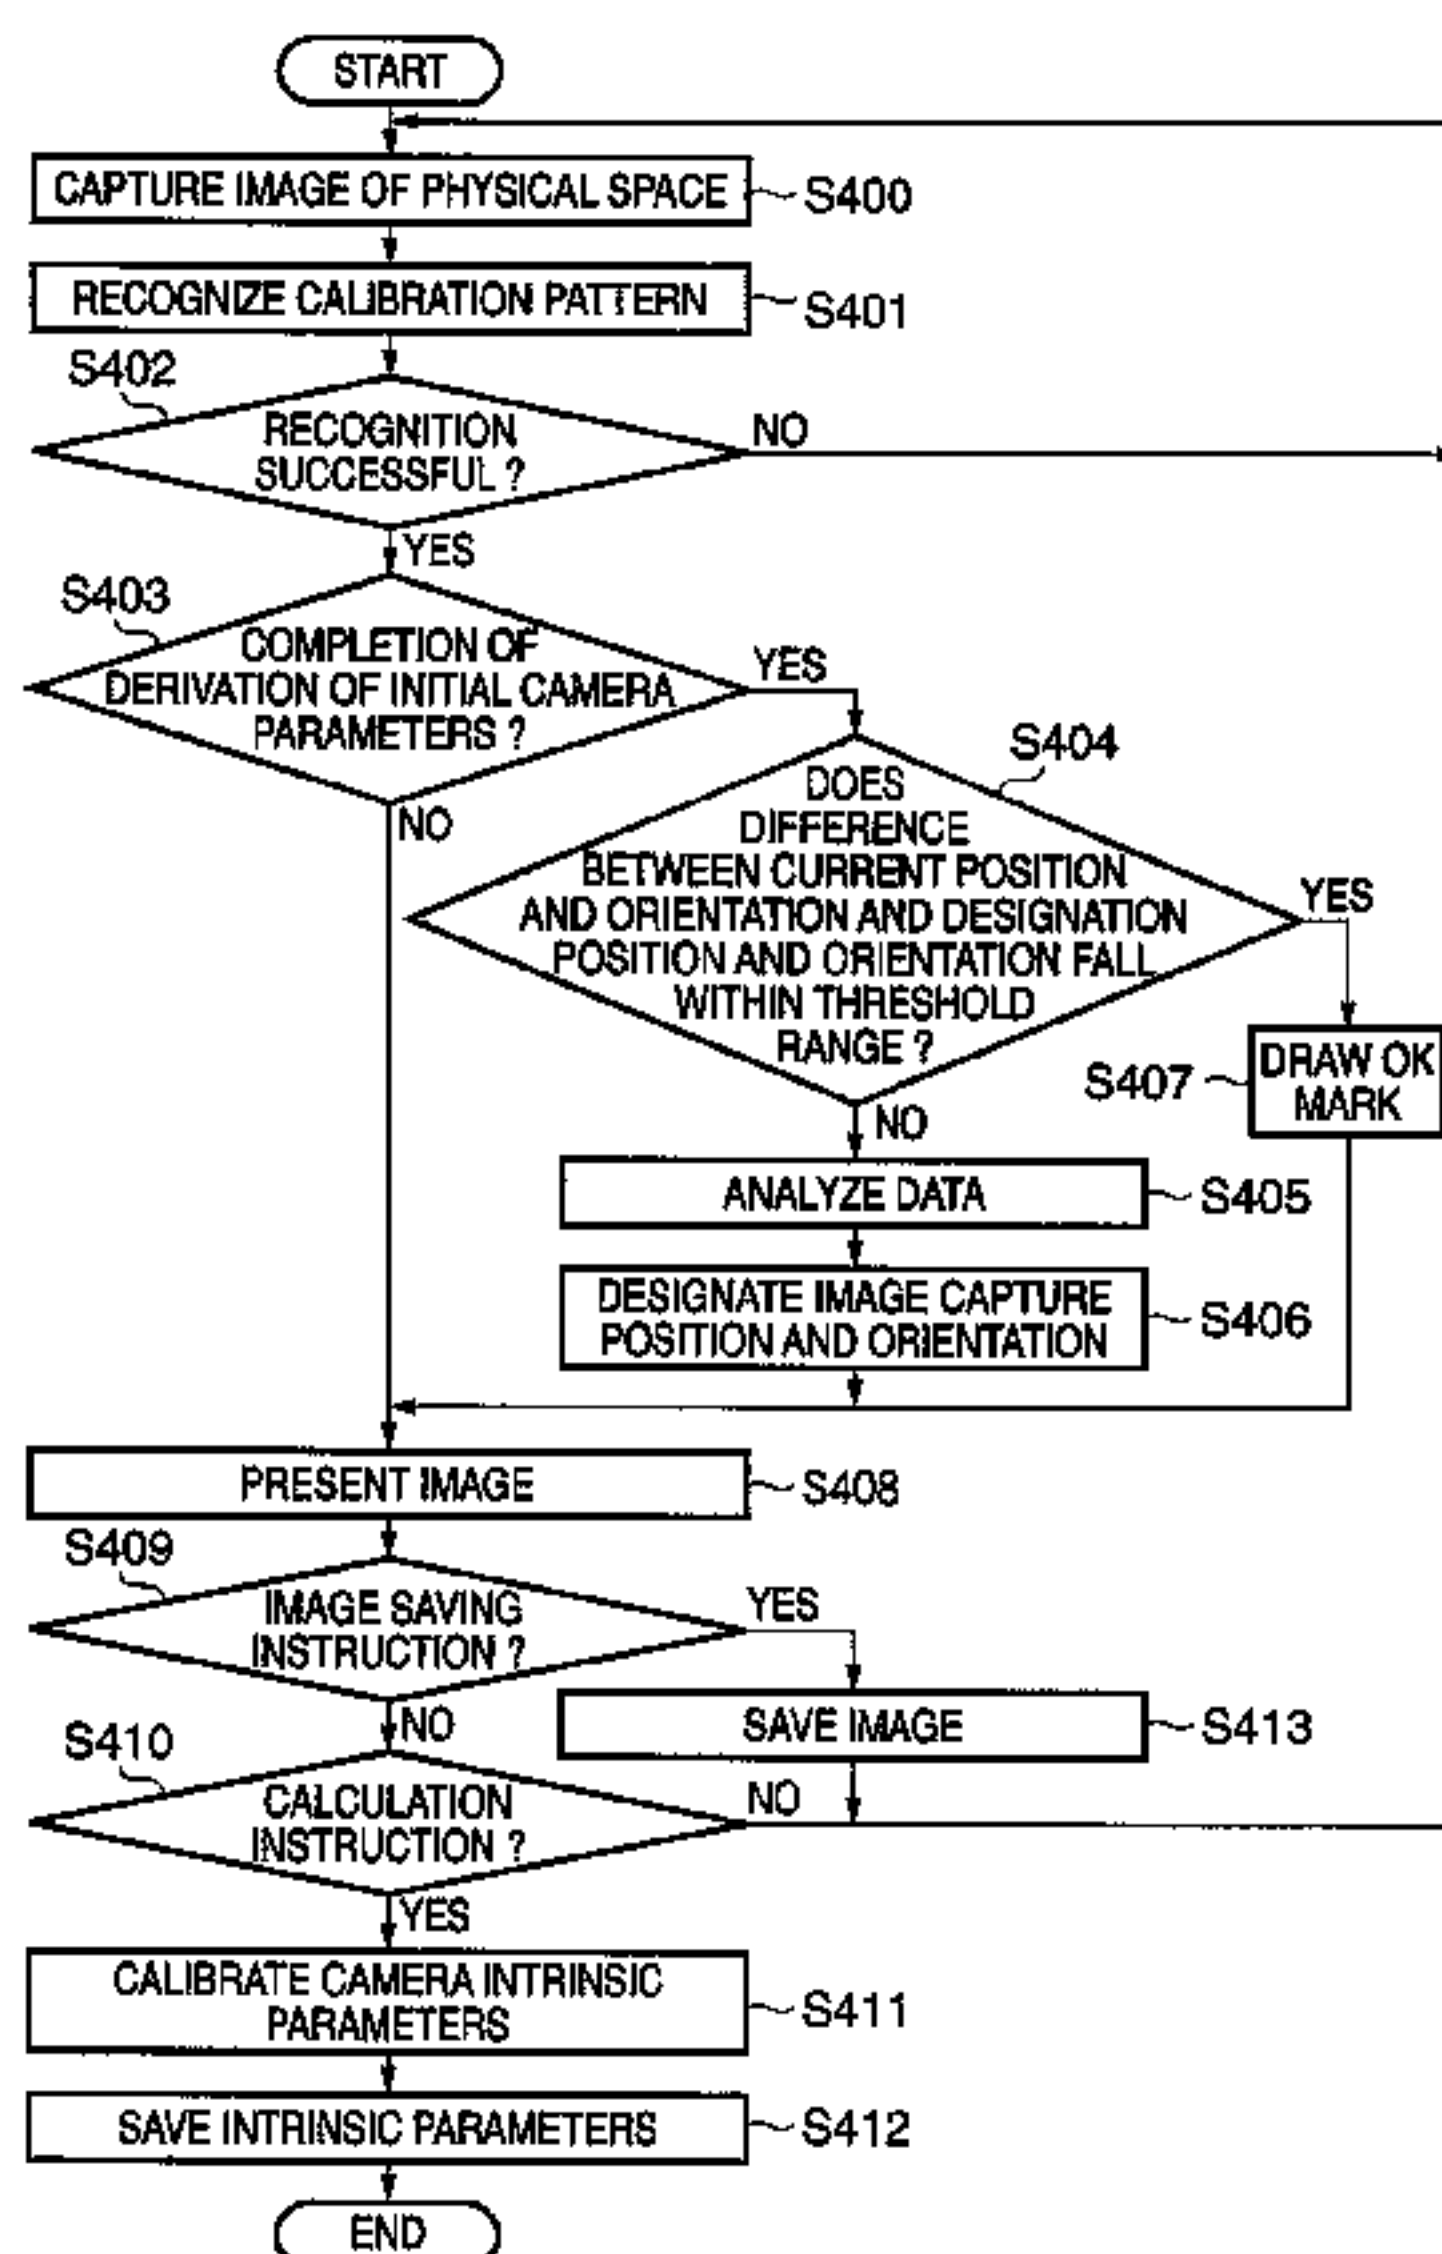 START
CAPTURE IMAGE OF PHYSICAL SPACE
S400
RECOGNIZE CALIBRATION PATTERN
S401
S402
RECOGNITION
SUCCESSFUL ?
NO
YES
S403
COMPLETION OF
DERIVATION OF INITIAL CAMERA
PARAMETERS ?
YES
NO
S404
DOES
DIFFERENCE
BETWEEN CURRENT POSITION
AND ORIENTATION AND DESIGNATION
POSITION AND ORIENTATION FALL
WITHIN THRESHOLD
RANGE ?
YES
NO
S407
DRAW OK
MARK
ANALYZE DATA
S405
DESIGNATE IMAGE CAPTURE
POSITION AND ORIENTATION
S406
PRESENT IMAGE
S408
S409
IMAGE SAVING
INSTRUCTION ?
YES
NO
SAVE IMAGE
S413
S410
CALCULATION
INSTRUCTION ?
NO
YES
CALIBRATE CAMERA INTRINSIC
PARAMETERS
S411
SAVE INTRINSIC PARAMETERS
S412
END